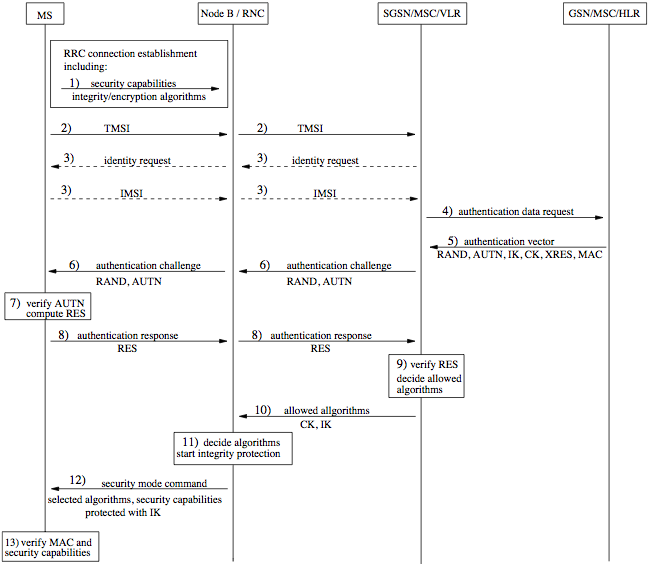 MS
Node B / RNC
SGSN/MSC/VLR
GSN/MSC/HLR
RRC connection establishment
including:
1) security capabilities
integrity/encryption algorithms
2) TMSI
2) TMSI
3) identity request
3) identity request
3) IMSI
3) IMSI
4) authentication data request
5) authentication vector
RAND, AUTN, IK, CK, XRES, MAC
6) authentication challenge
RAND, AUTN
6) authentication challenge
RAND, AUTN
7) verify AUTN
compute RES
8) authentication response
RES
8) authentication response
RES
9) verify RES
decide allowed
algorithms
10) allowed algorithms
CK, IK
11) decide algorithms
start integrity protection
12) security mode command
selected algorithms, security capabilities
protected with IK
13) verify MAC and
security capabilities